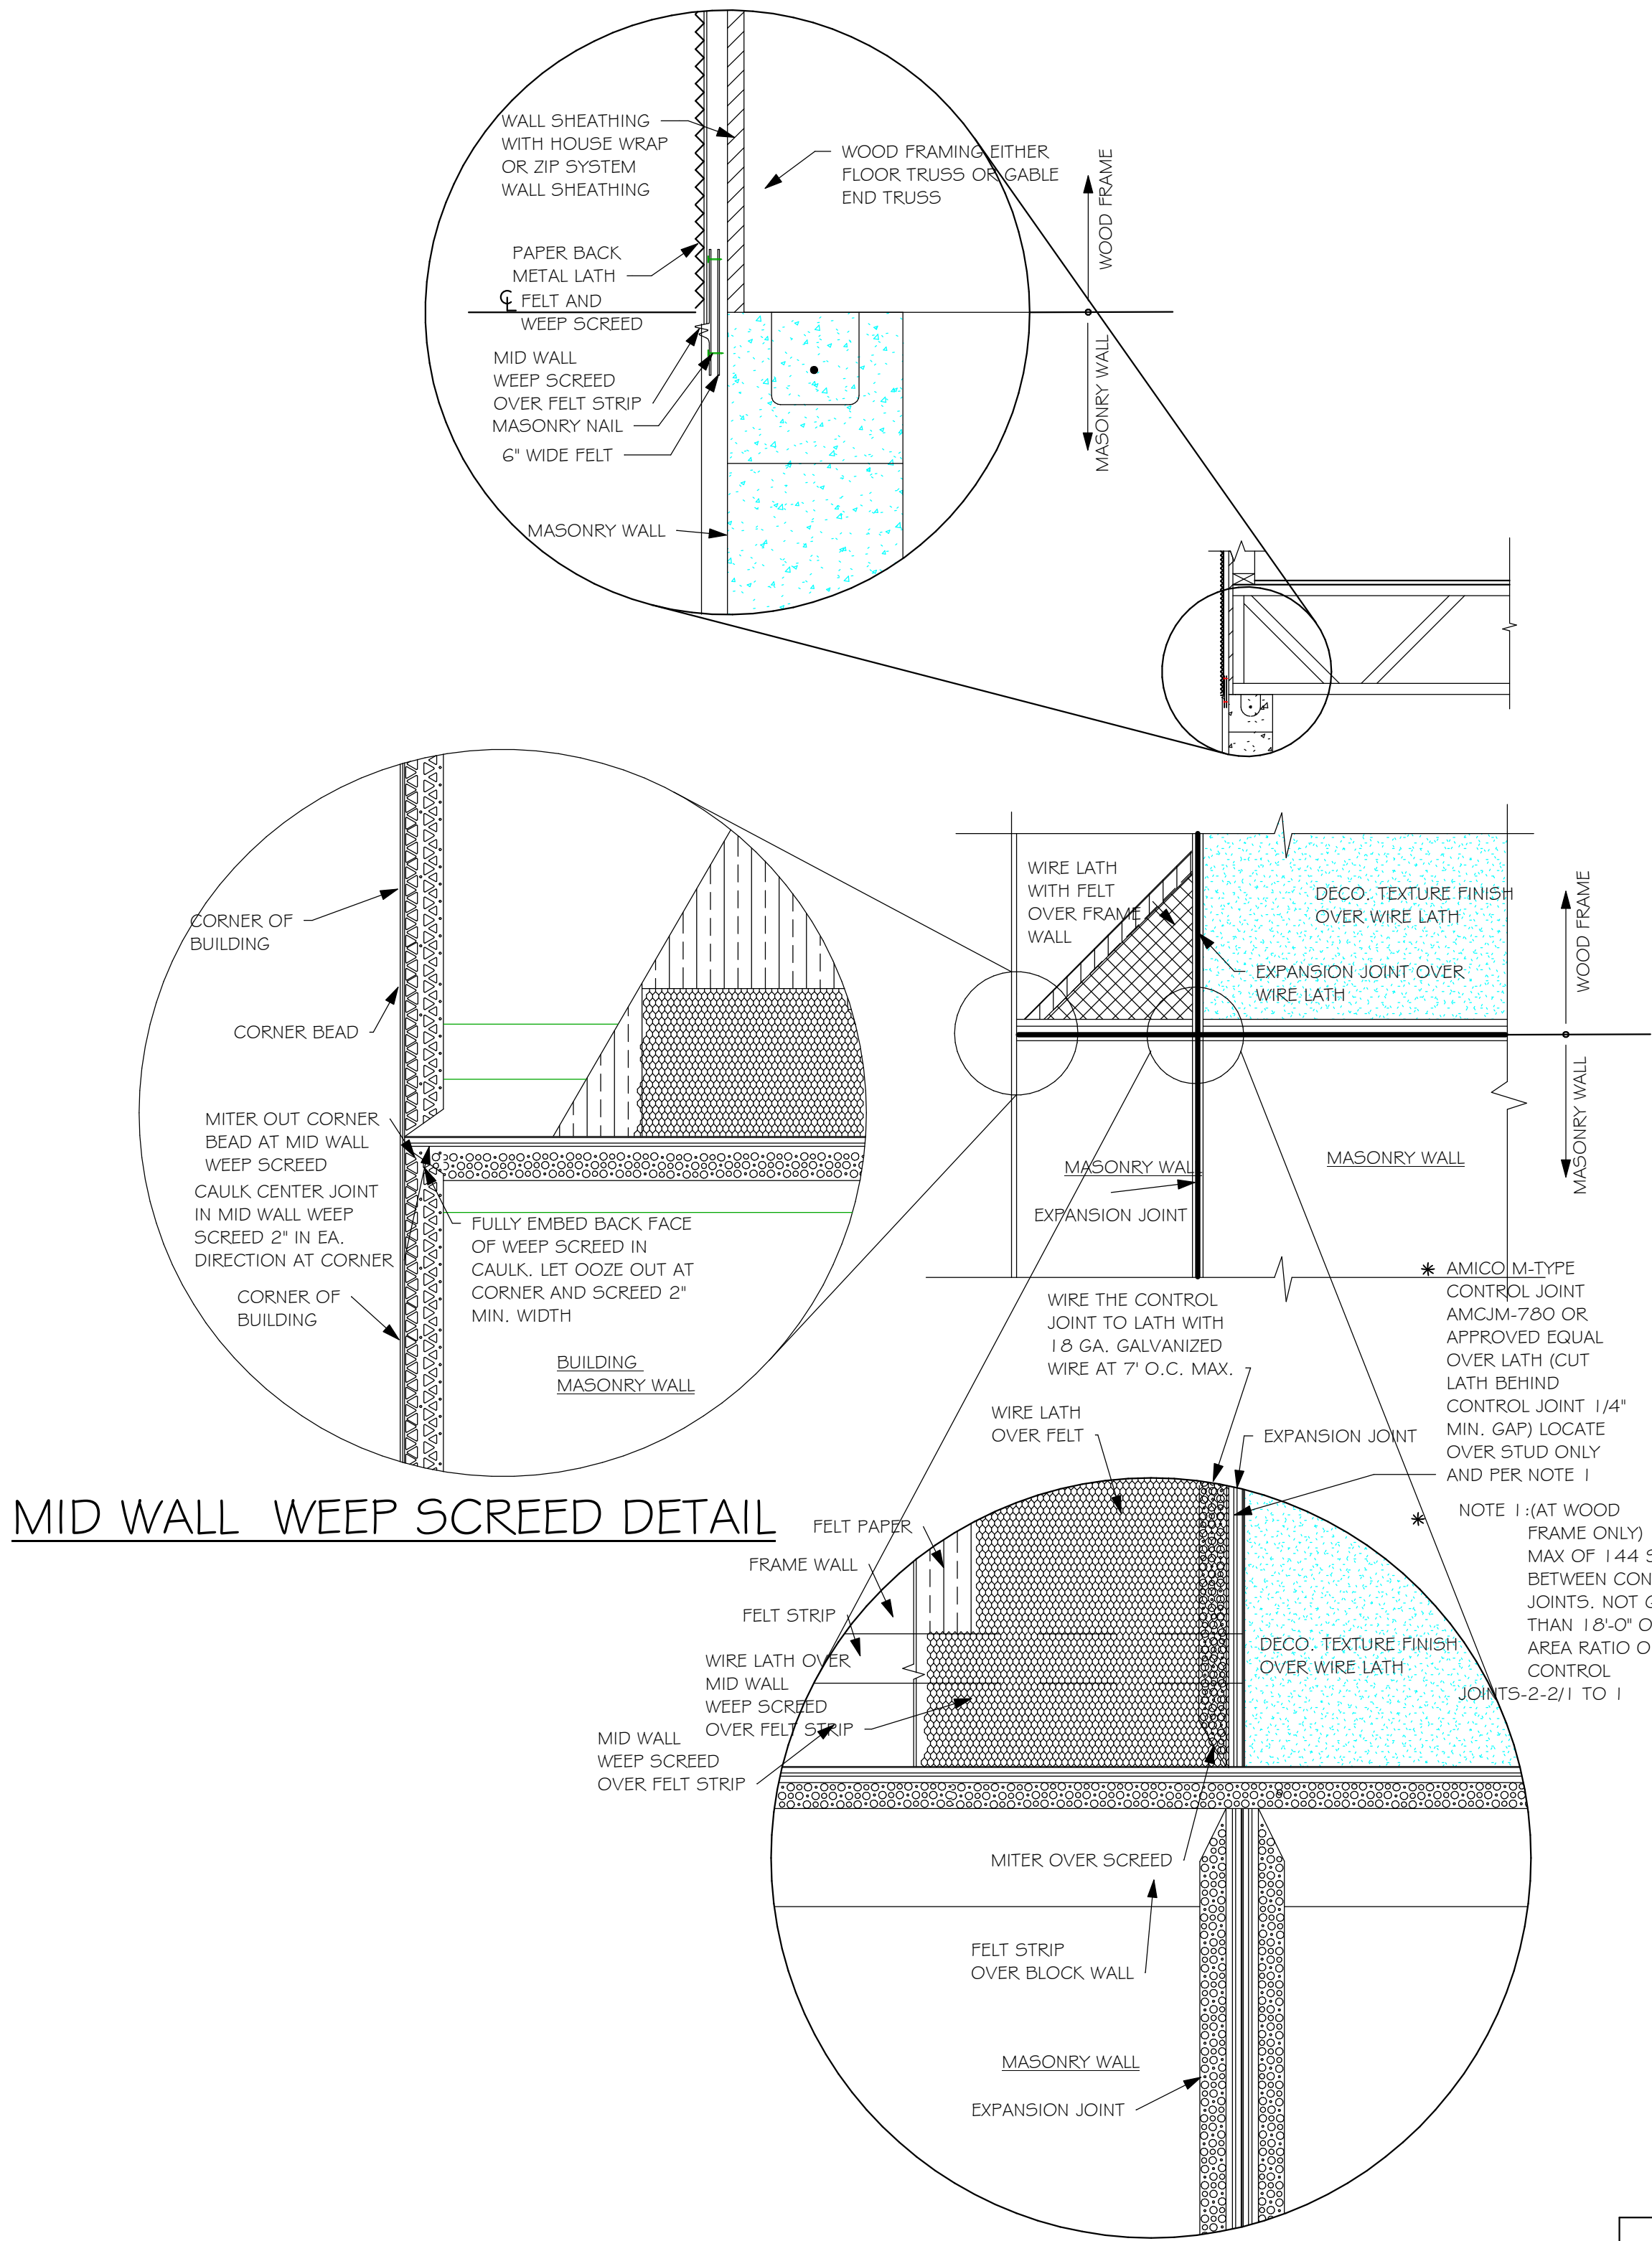 WALL SHEATHING
WITH HOUSE WRAP
OR ZIP SYSTEM
WALL SHEATHING
WOOD FRAMING EITHER
FLOOR TRUSS OR GABLE
END TRUSS
WOOD FRAME
MASONRY WALL
PAPER BACK
METAL LATH
℄ FELT AND
WEEP SCREED
MID WALL
WEEP SCREED
OVER FELT STRIP
MASONRY NAIL
6" WIDE FELT
MASONRY WALL
CORNER OF
BUILDING
CORNER BEAD
MITER OUT CORNER
BEAD AT MID WALL
WEEP SCREED
CAULK CENTER JOINT
IN MID WALL WEEP
SCREED 2" IN EA.
DIRECTION AT CORNER
CORNER OF
BUILDING
FULLY EMBED BACK FACE
OF WEEP SCREED IN
CAULK. LET OOZE OUT AT
CORNER AND SCREED 2"
MIN. WIDTH
BUILDING
MASONRY WALL
WIRE LATH
WITH FELT
OVER FRAME
WALL
DECO. TEXTURE FINISH
OVER WIRE LATH
EXPANSION JOINT OVER
WIRE LATH
WOOD FRAME
MASONRY WALL
MASONRY WALL
MASONRY WALL
EXPANSION JOINT
WIRE THE CONTROL
JOINT TO LATH WITH
18 GA. GALVANIZED
WIRE AT 7' O.C. MAX.
* AMICO M-TYPE
CONTROL JOINT
AMCJM-780 OR
APPROVED EQUAL
OVER LATH (CUT
LATH BEHIND
CONTROL JOINT 1/4"
MIN. GAP) LOCATE
OVER STUD ONLY
AND PER NOTE 1
WIRE LATH
OVER FELT
EXPANSION JOINT
MID WALL WEEP SCREED DETAIL
* NOTE 1:(AT WOOD
FRAME ONLY)
MAX OF 144 S
BETWEEN CON
JOINTS. NOT
THAN 18'-0"
AREA RATIO
CONTROL
JOINTS-2-2/1 TO 1
FELT PAPER
FRAME WALL
FELT STRIP
WIRE LATH OVER
MID WALL
WEEP SCREED
OVER FELT STRIP
MID WALL
WEEP SCREED
OVER FELT STRIP
DECO. TEXTURE FINISH
OVER WIRE LATH
MITER OVER SCREED
FELT STRIP
OVER BLOCK WALL
MASONRY WALL
EXPANSION JOINT